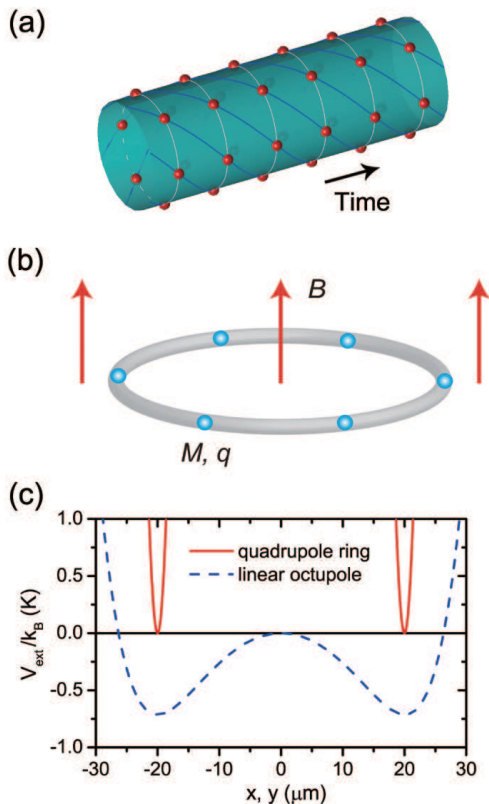 (a)
Time
(b)
B
M, q
(c)
1.0
0.5
0.0
-0.5
-1.0
V_ext/k_B (K)
quadrupole ring
linear octupole
-30 -20 -10 0 10 20 30
x, y (μm)